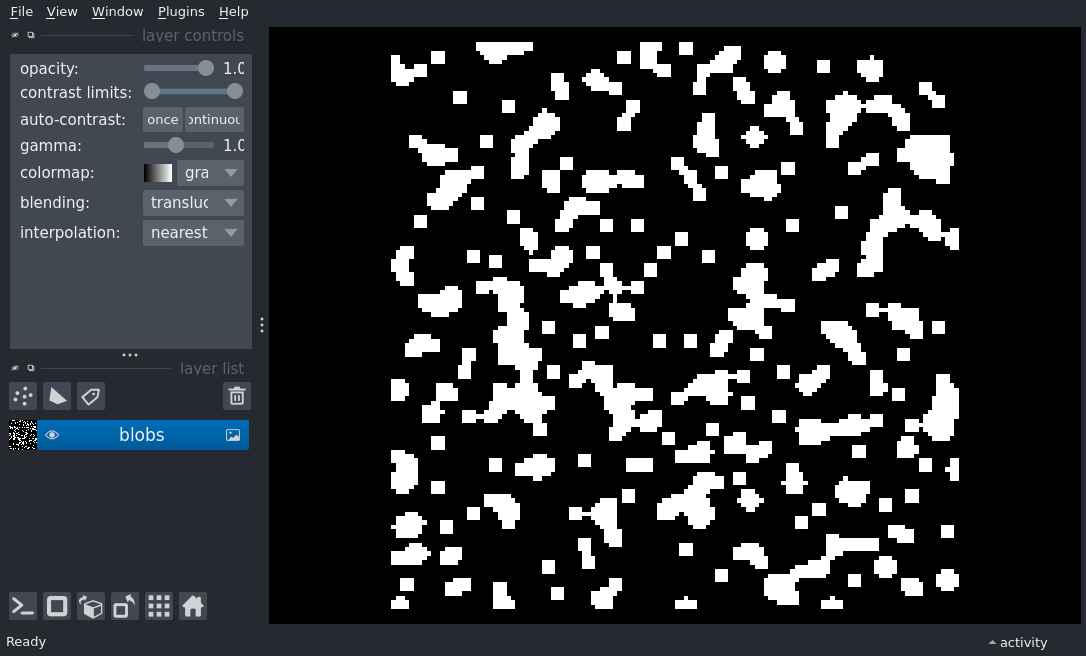 File View Window Plugins Help
layer controls
opacity: 1.0
contrast limits:
auto-contrast: once ontinuou
gamma: 1.0
colormap: gra
blending: transluc
interpolation: nearest
layer list
blobs
Ready activity